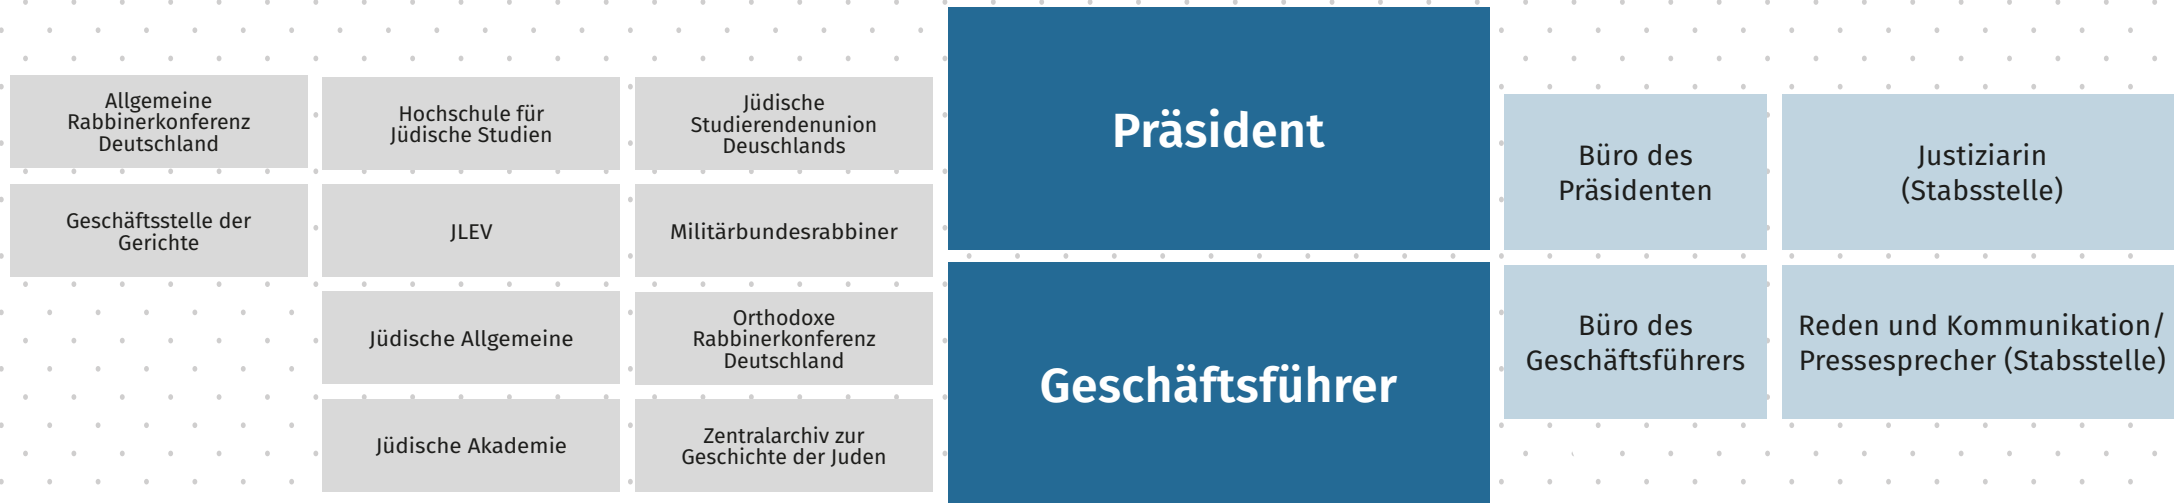 Allgemeine
Rabbinerkonferenz
Deutschland
Hochschule für
Jüdische Studien
Jüdische
Studierendenunion
Deuschlands
Geschäftsstelle der
Gerichte
JLEV
Militärbundesrabbiner
Jüdische Allgemeine
Orthodoxe
Rabbinerkonferenz
Deutschland
Jüdische Akademie
Zentralarchiv zur
Geschichte der Juden
Präsident
Geschäftsführer
Büro des
Präsidenten
Justiziarin
(Stabsstelle)
Büro des
Geschäftsführers
Reden und Kommunikation/
Pressesprecher (Stabsstelle)